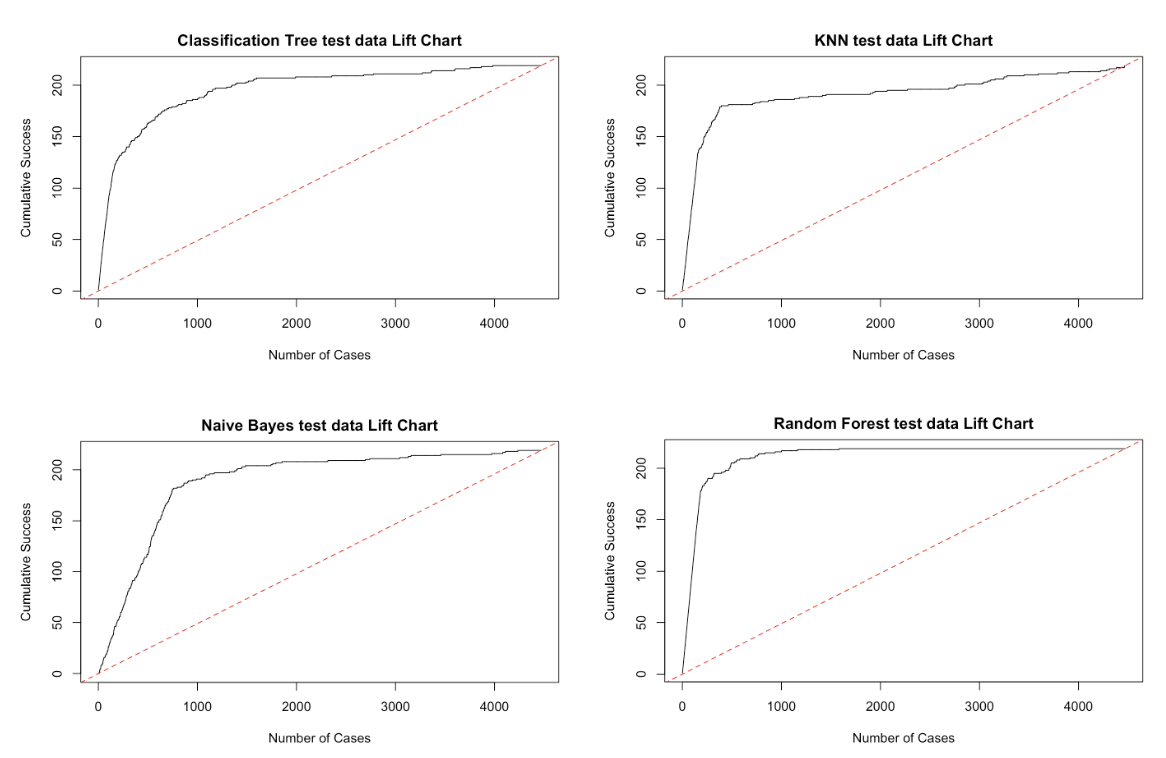 Classification Tree test data Lift Chart
Cumulative Success
200
150
100
50
0
0 1000 2000 3000 4000
Number of Cases
KNN test data Lift Chart
Cumulative Success
200
150
100
50
0
0 1000 2000 3000 4000
Number of Cases
Naive Bayes test data Lift Chart
Cumulative Success
200
150
100
50
0
0 1000 2000 3000 4000
Number of Cases
Random Forest test data Lift Chart
Cumulative Success
200
150
100
50
0
0 1000 2000 3000 4000
Number of Cases